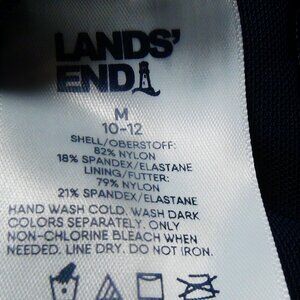 LANDS'
END
M
10-12
SHELL/OBERSTOFF:
82% NYLON
18% SPANDEX/ELASTANE
LINING/FUTTER:
79% NYLON
21% SPANDEX/ELASTANE
HAND WASH COLD. WASH DARK
COLORS SEPARATELY. ONLY
NON-CHLORINE BLEACH WHEN
NEEDED. LINE DRY. DO NOT IRON.